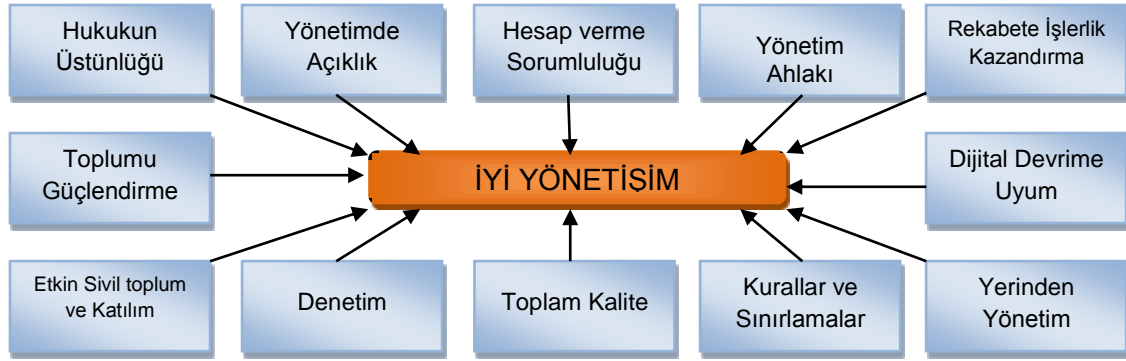 Hukukun
Üstünlüğü
Yönetimde
Açıklık
Hesap verme
Sorumluluğu
Yönetim
Ahlakı
Rekabete İşlerlik
Kazandırma
Toplumu
Güçlendirme
İYİ YÖNETİŞİM
Dijital Devrime
Uyum
Etkin Sivil toplum
ve Katılım
Denetim
Toplam Kalite
Kurallar ve
Sınırlamalar
Yerinden
Yönetim